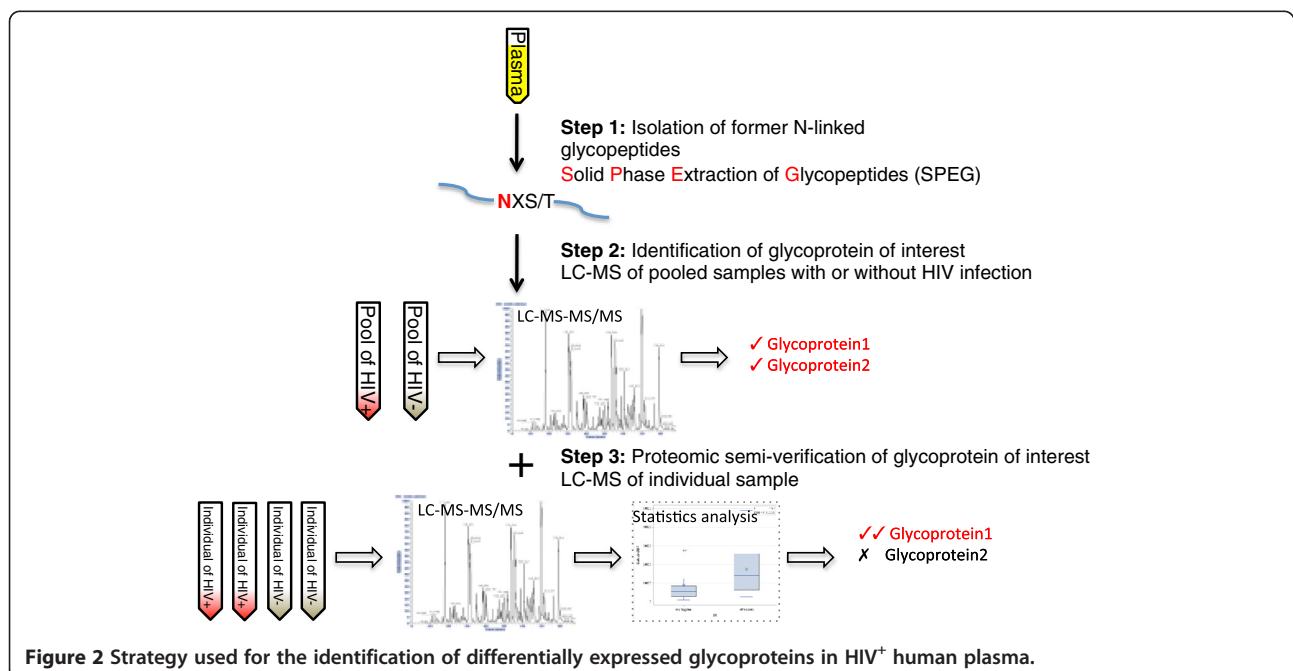 Plasma
Step 1: Isolation of former N-linked
glycopeptides
Solid Phase Extraction of Glycopeptides (SPEG)
NXS/T
Step 2: Identification of glycoprotein of interest
LC-MS of pooled samples with or without HIV infection
Pool of HIV+
Pool of HIV-
LC-MS-MS/MS
✓ Glycoprotein1
✓ Glycoprotein2
+
Step 3: Proteomic semi-verification of glycoprotein of interest
LC-MS of individual sample
Individual of HIV+
Individual of HIV+
Individual of HIV-
Individual of HIV-
LC-MS-MS/MS
Statistics analysis
✓✓ Glycoprotein1
✗ Glycoprotein2
Figure 2 Strategy used for the identification of differentially expressed glycoproteins in HIV+ human plasma.